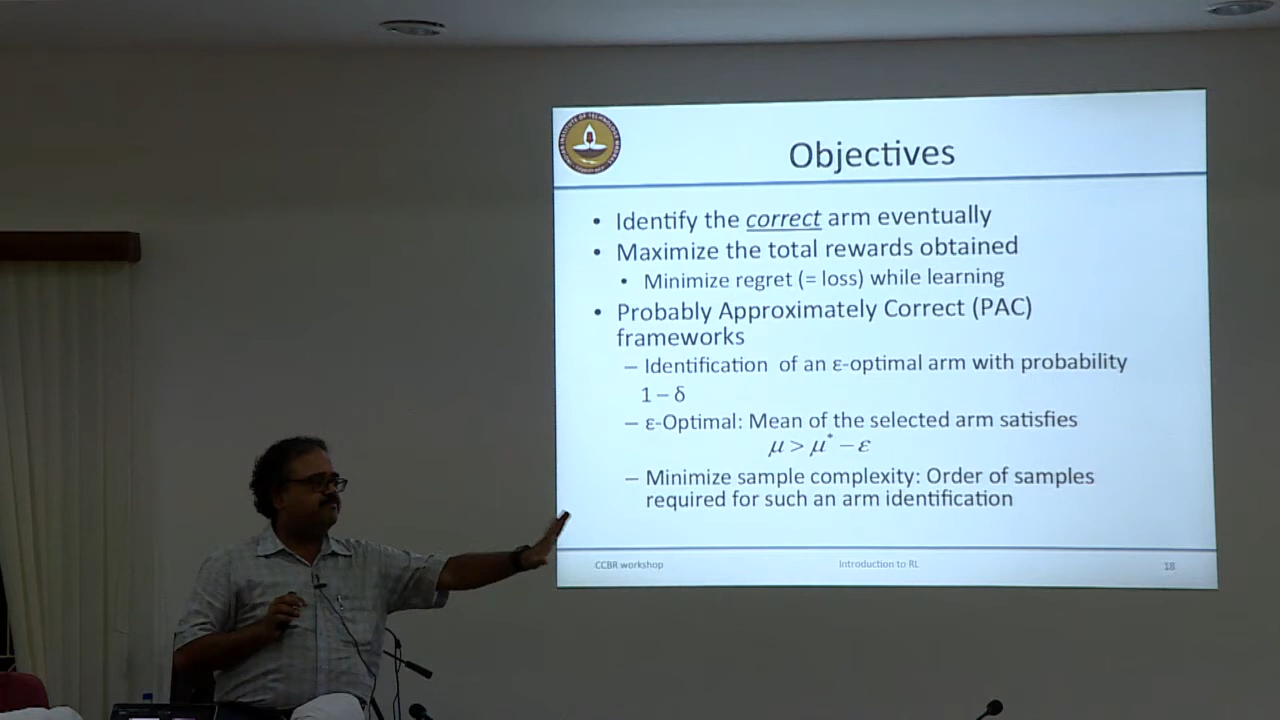 Objectives
• Identify the correct arm eventually
• Maximize the total rewards obtained
• Minimize regret (= loss) while learning
• Probably Approximately Correct (PAC)
frameworks
– Identification of an ε-optimal arm with probability
1 – δ
– ε-Optimal: Mean of the selected arm satisfies
μ > μ* – ε
– Minimize sample complexity: Order of samples
required for such an arm identification
CCBR workshop Introduction to RL 18